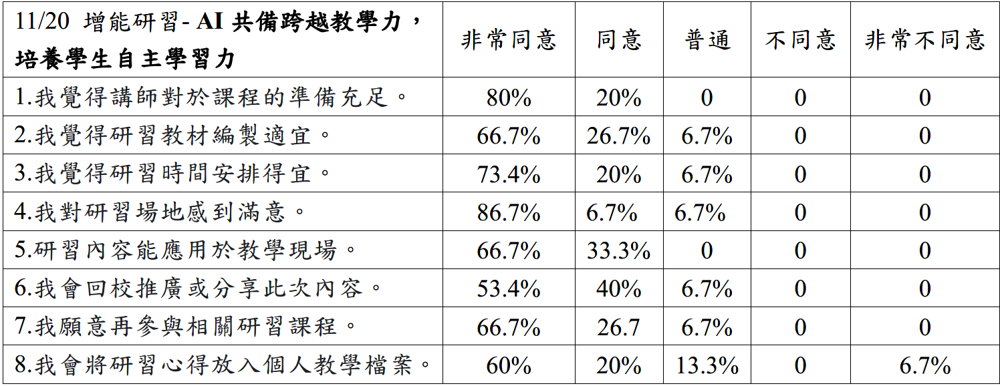 11/20 增能研習- AI 共備跨越教學力， 非常同意 同意 普通 不同意 非常不同意
培養學生自主學習力
1.我覺得講師對於課程的準備充足。 80% 20% 0 0 0
2.我覺得研習教材編製適宜。 66.7% 26.7% 6.7% 0 0
3.我覺得研習時間安排得宜。 73.4% 20% 6.7% 0 0
4.我對研習場地感到滿意。 86.7% 6.7% 6.7% 0 0
5.研習內容能應用於教學現場。 66.7% 33.3% 0 0 0
6.我會回校推廣或分享此次內容。 53.4% 40% 6.7% 0 0
7.我願意再參與相關研習課程。 66.7% 26.7 6.7% 0 0
8.我會將研習心得放入個人教學檔案。 60% 20% 13.3% 0 6.7%